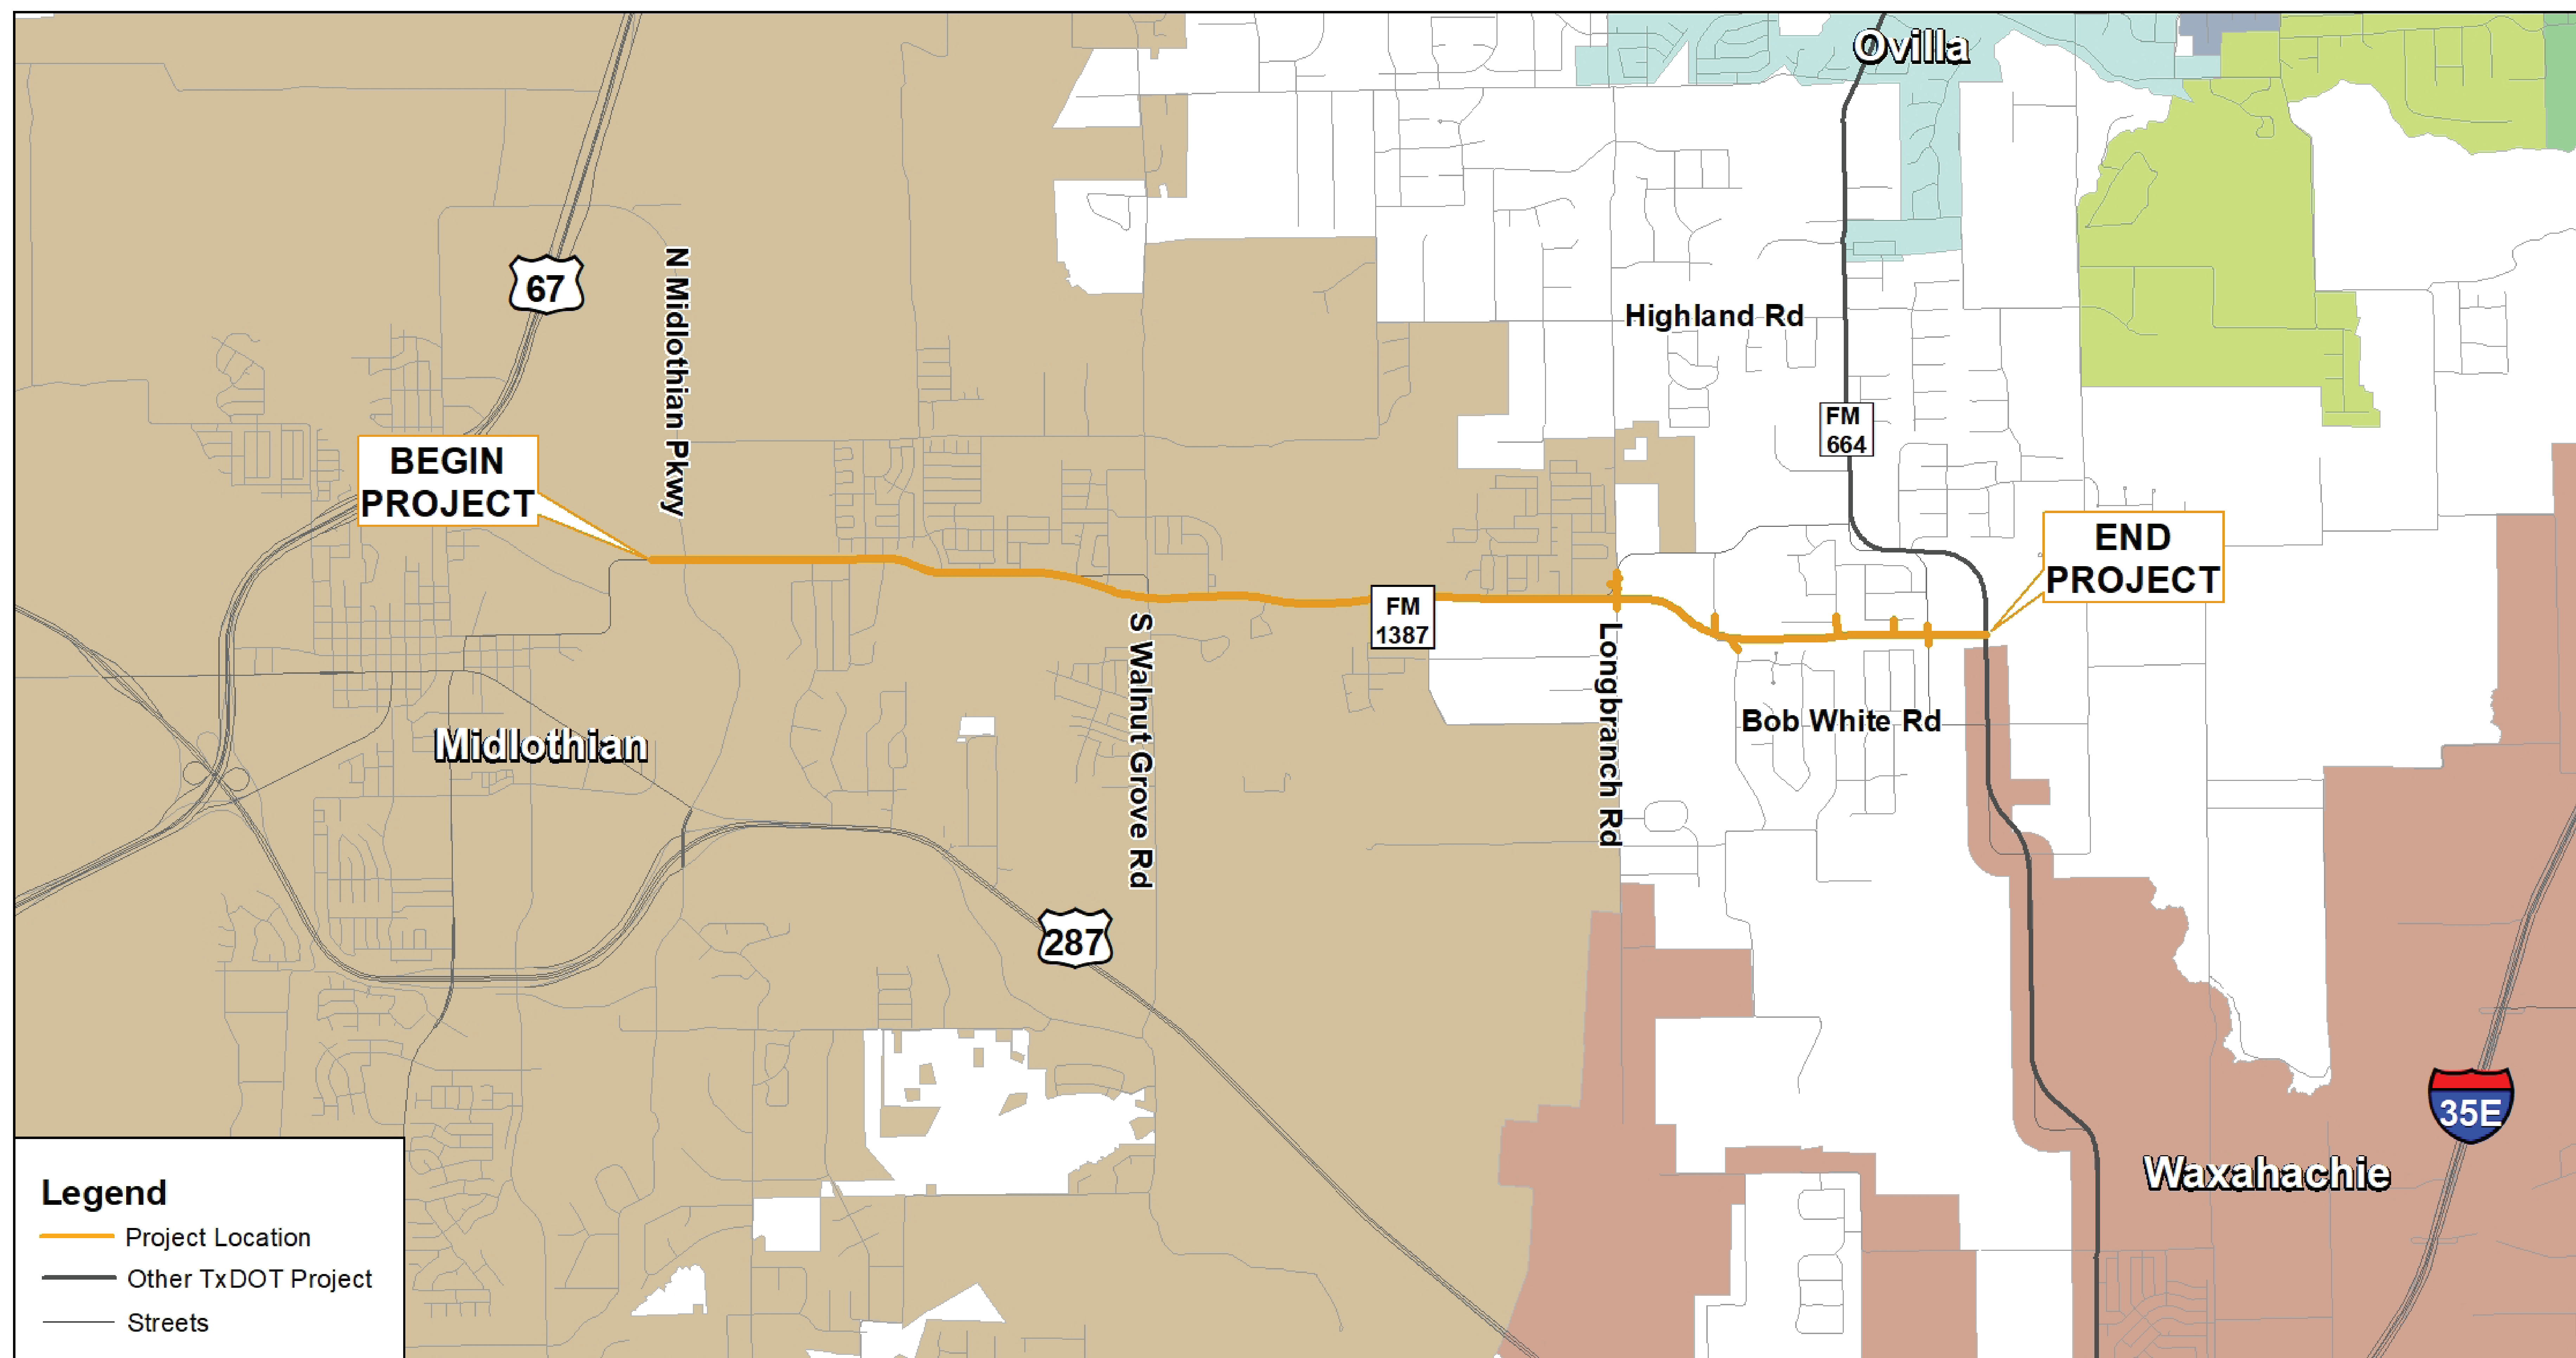 Ovilla
67
N Midlothian Pkwy
Highland Rd
FM
664
BEGIN
PROJECT
END
PROJECT
FM
1387
S Walnut Grove Rd
Longbranch Rd
Bob White Rd
Midlothian
287
35E
Waxahachie
Legend
Project Location
Other TxDOT Project
Streets